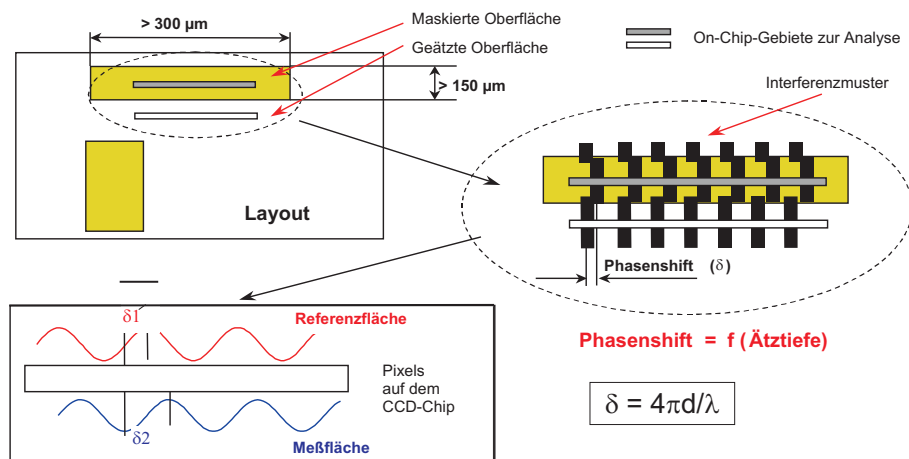 > 300 µm
Maskierte Oberfläche
Geätzte Oberfläche
> 150 µm
On-Chip-Gebiete zur Analyse
Interferenzmuster
Layout
Phasenshift (δ)
δ1
Referenzfläche
Pixels
auf dem
CCD-Chip
δ2
Meßfläche
Phasenshift = f (Ätztiefe)
δ = 4πd/λ